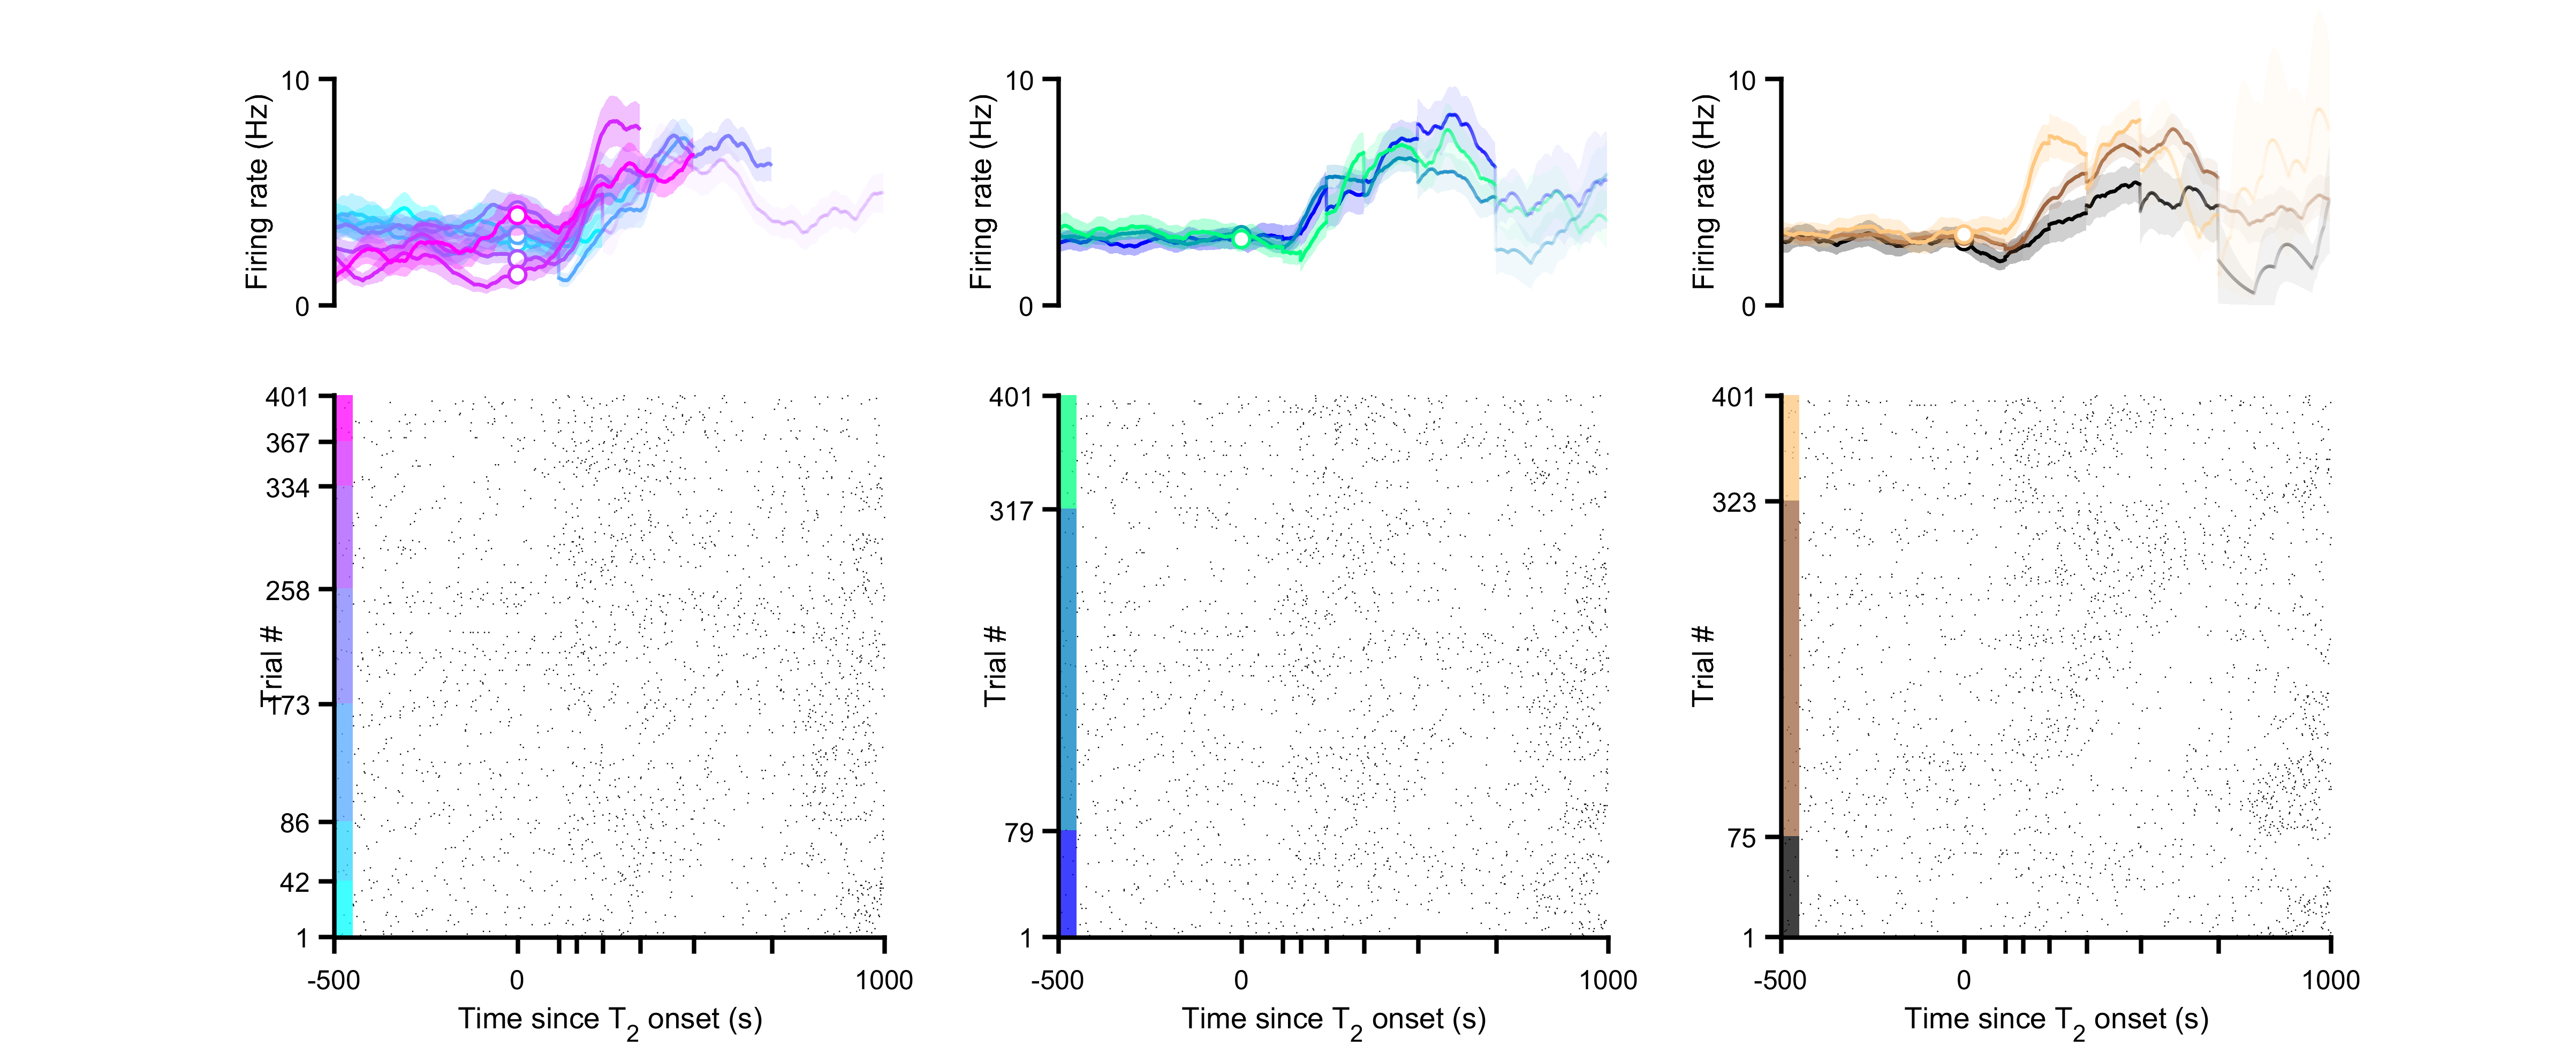 10
Firing rate (Hz)
0
10
Firing rate (Hz)
0
10
Firing rate (Hz)
0
401
367
334
258
173
86
42
1
Trial #
-500 0 1000
Time since T2 onset (s)
401
317
79
1
Trial #
-500 0 1000
Time since T2 onset (s)
401
323
75
1
Trial #
-500 0 1000
Time since T2 onset (s)